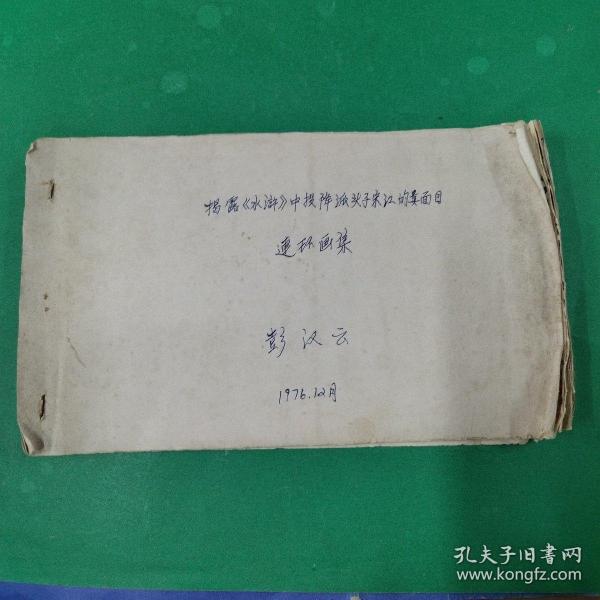 揭露《水浒》中投降派头子宋江的真面目
连环画集
彭汉云
1976.12月
孔夫子旧書网
www.kongfz.com